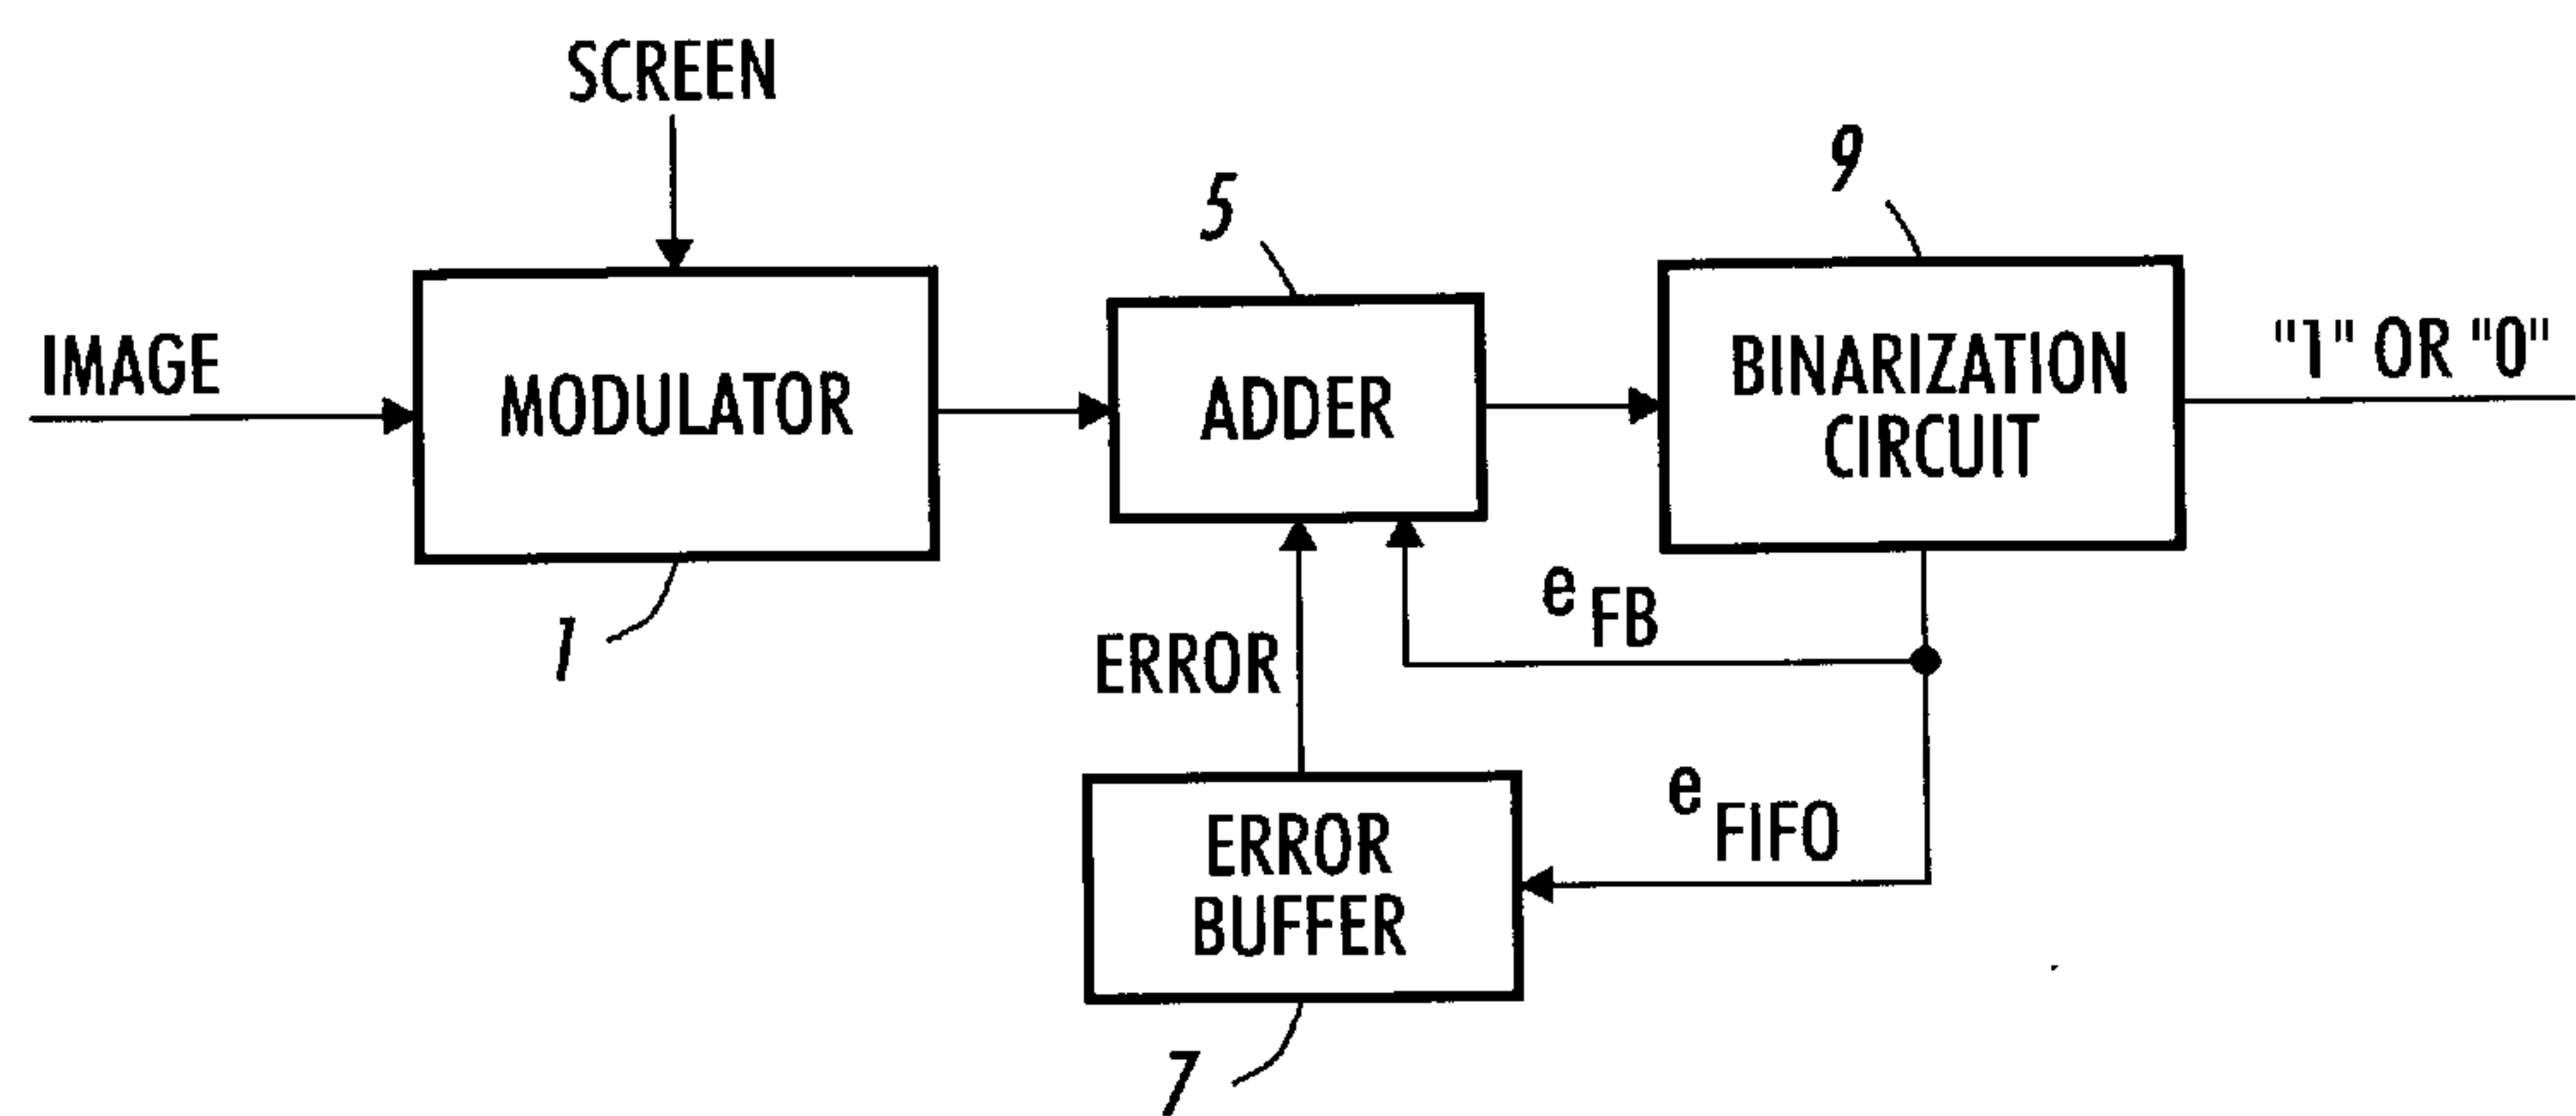 SCREEN
9
5
IMAGE
MODULATOR
ADDER
BINARIZATION
CIRCUIT
"1" OR "0"
1
e FB
ERROR
e FIFO
ERROR
BUFFER
7